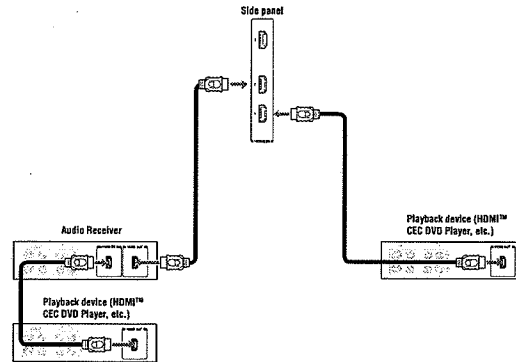 Side panel
Audio Receiver
Playback device (HDMI™
CEC DVD Player, etc.)
Playback device (HDMI™
CEC DVD Player, etc.)